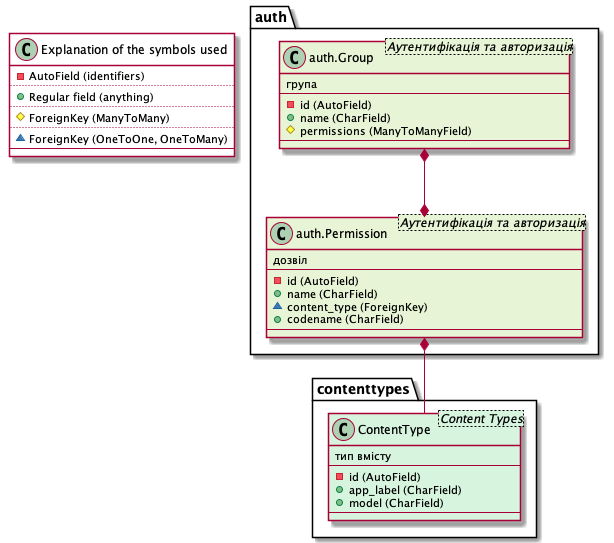 C Explanation of the symbols used
AutoField (identifiers)
Regular field (anything)
ForeignKey (ManyToMany)
ForeignKey (OneToOne, OneToMany)
auth
Аутентифікація та авторизація
C auth.Group
група
id (AutoField)
name (CharField)
permissions (ManyToManyField)
Аутентифікація та авторизація
C auth.Permission
дозвіл
id (AutoField)
name (CharField)
content_type (ForeignKey)
codename (CharField)
contenttypes
Content Types
C ContentType
тип вмісту
id (AutoField)
app_label (CharField)
model (CharField)